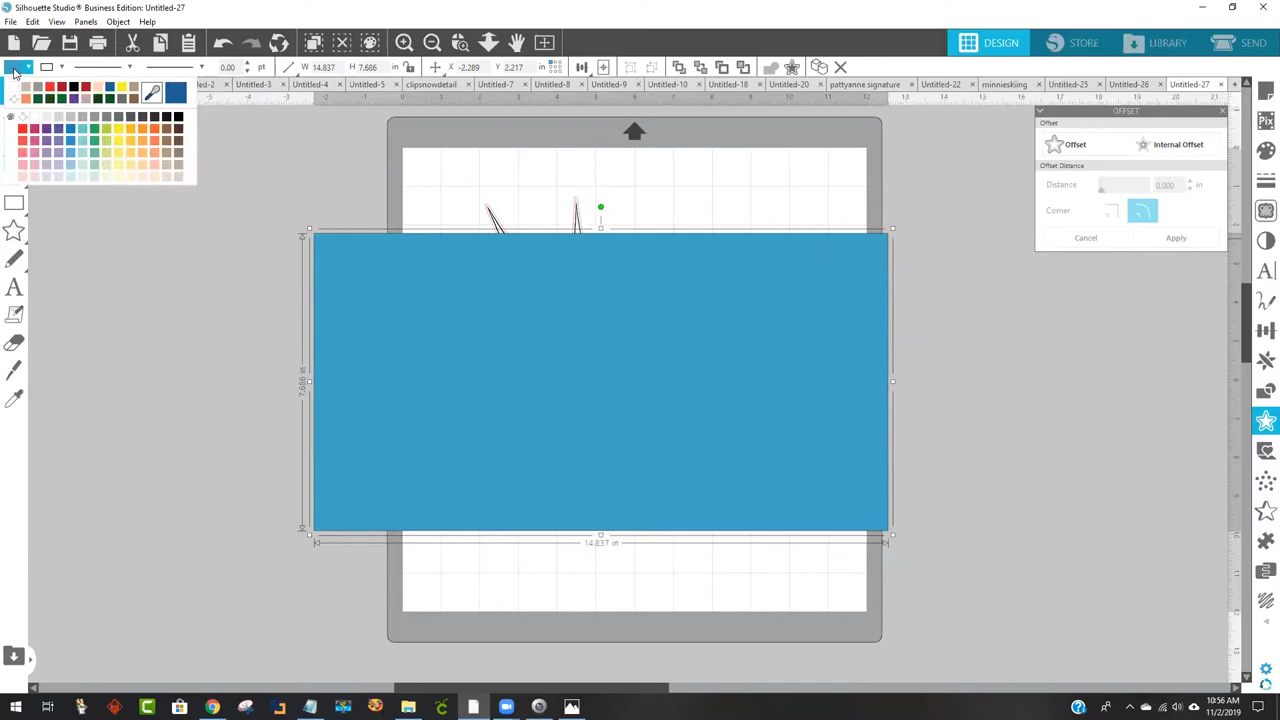 Silhouette Studio® Business Edition: Untitled-27
File Edit View Panels Object Help
DESIGN STORE LIBRARY SEND
0.00 pt W 14.837 H 7.686 in X -2.289 Y 2.217 in
Untitled-3 Untitled-4 clipsnowdetail Untitled-7 Untitled-8 Untitled-9 Untitled-10 Untitled-18 Untitled-20 pattyanne signature Untitled-22 minniesking Untitled-25 Untitled-26 Untitled-27
OFFSET
Offset
Offset Internal Offset
Offset Distance
Distance 0.000 in
Corner
Cancel Apply
7.686 in
14.837 in
10:56 AM
11/2/2019